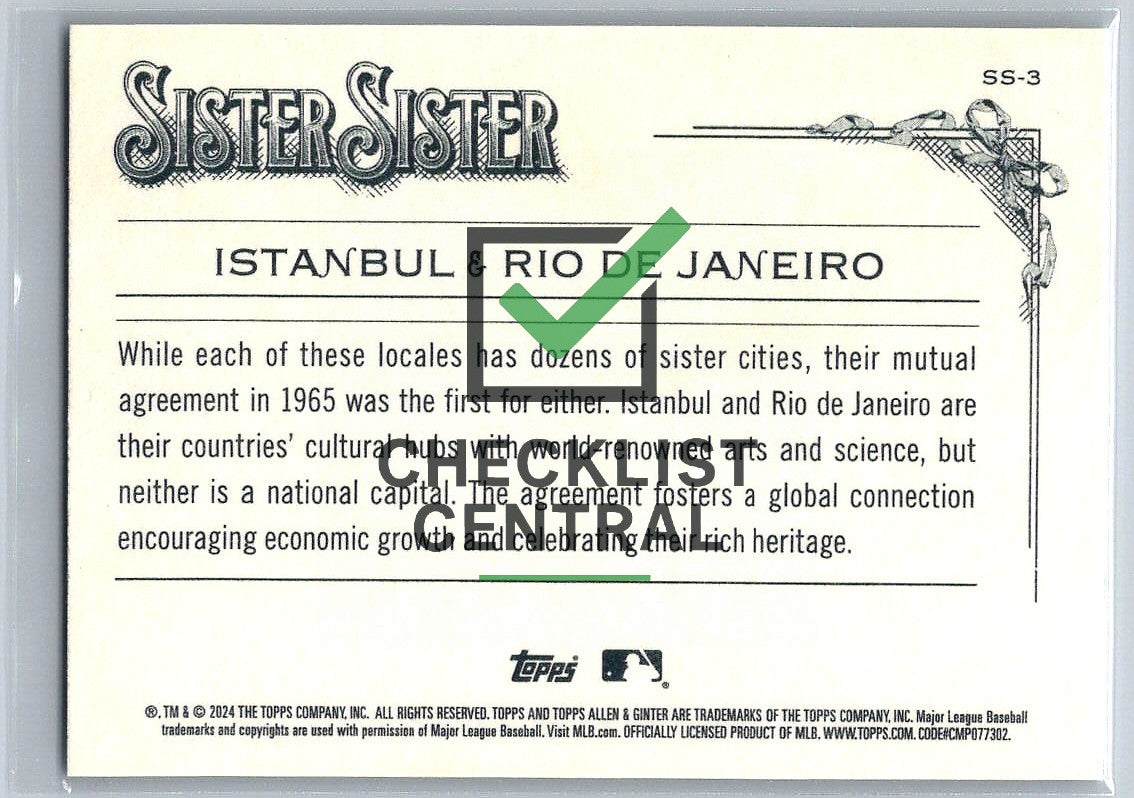 SISTER SISTER
SS-3
ISTANBUL & RIO DE JANEIRO
While each of these locales has dozens of sister cities, their mutual
agreement in 1965 was the first for either. Istanbul and Rio de Janeiro are
their countries' cultural hubs with world-renowned arts and science, but
neither is a national capital. The agreement fosters a global connection
encouraging economic growth and celebrating their rich heritage.
CHECKLIST
CENTRAL
Topps
®
®, TM & © 2024 THE TOPPS COMPANY, INC. ALL RIGHTS RESERVED. TOPPS AND TOPPS ALLEN & GINTER ARE TRADEMARKS OF THE TOPPS COMPANY, INC. Major League Baseball
trademarks and copyrights are used with permission of Major League Baseball. Visit MLB.com. OFFICIALLY LICENSED PRODUCT OF MLB. WWW.TOPPS.COM. CODE#CMP077302.